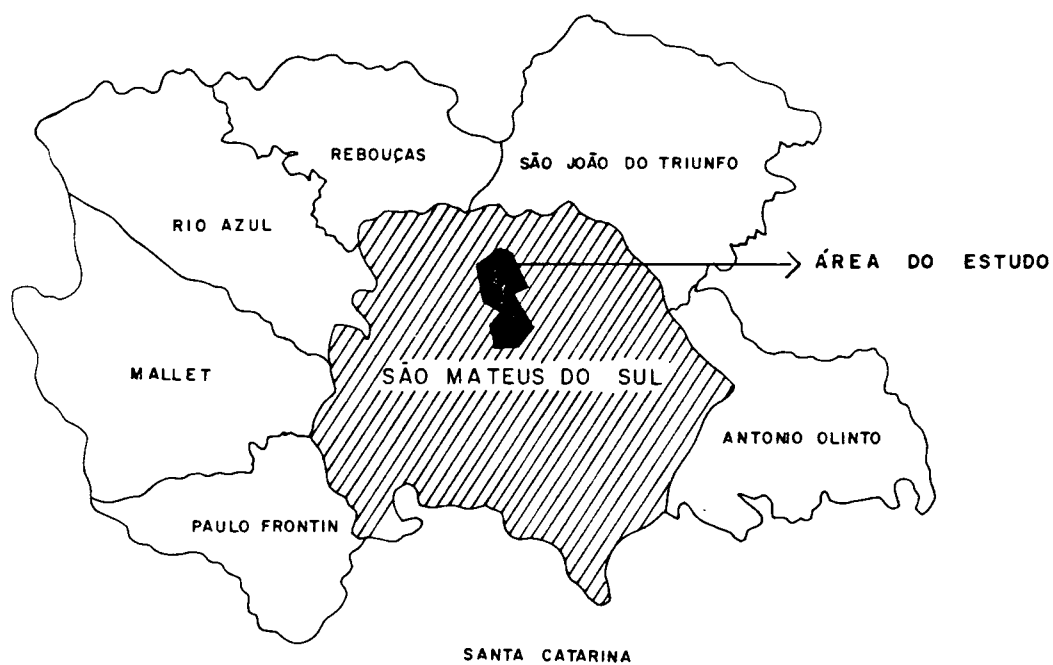 REBOUÇAS
SÃO JOÃO DO TRIUNFO
RIO AZUL
ÁREA DO ESTUDO
MALLET
SÃO MATEUS DO SUL
ANTONIO OLINTO
PAULO FRONTIN
SANTA CATARINA